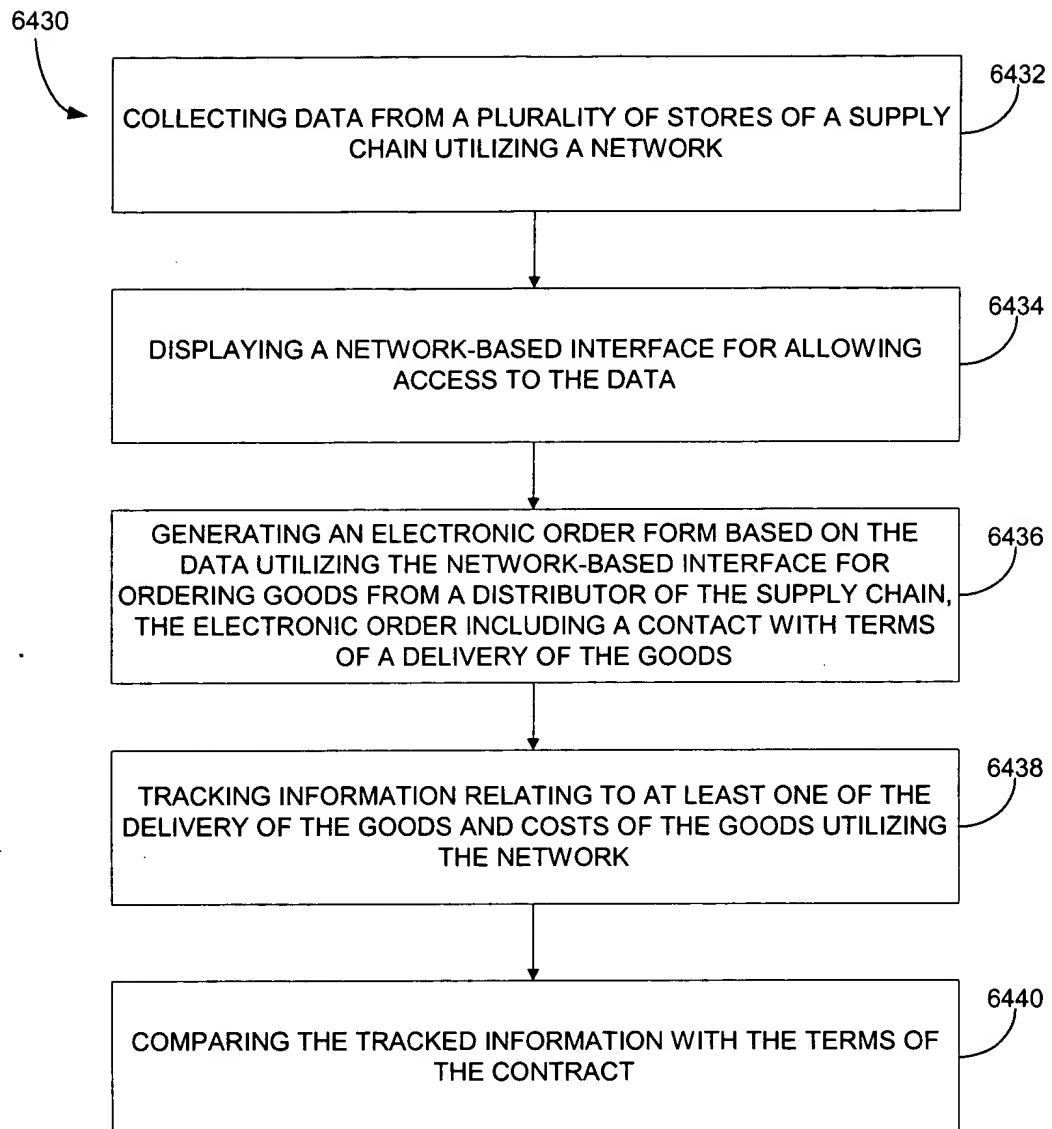 6430
6432
COLLECTING DATA FROM A PLURALITY OF STORES OF A SUPPLY
CHAIN UTILIZING A NETWORK
6434
DISPLAYING A NETWORK-BASED INTERFACE FOR ALLOWING
ACCESS TO THE DATA
6436
GENERATING AN ELECTRONIC ORDER FORM BASED ON THE
DATA UTILIZING THE NETWORK-BASED INTERFACE FOR
ORDERING GOODS FROM A DISTRIBUTOR OF THE SUPPLY CHAIN,
THE ELECTRONIC ORDER INCLUDING A CONTACT WITH TERMS
OF A DELIVERY OF THE GOODS
6438
TRACKING INFORMATION RELATING TO AT LEAST ONE OF THE
DELIVERY OF THE GOODS AND COSTS OF THE GOODS UTILIZING
THE NETWORK
6440
COMPARING THE TRACKED INFORMATION WITH THE TERMS OF
THE CONTRACT